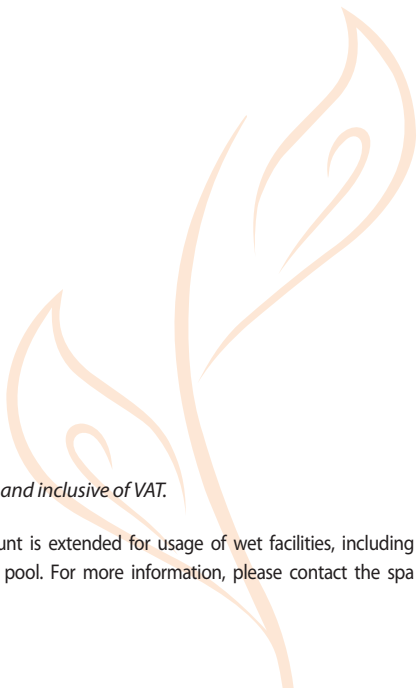 and inclusive of VAT.
unt is extended for usage of wet facilities, including
pool. For more information, please contact the spa